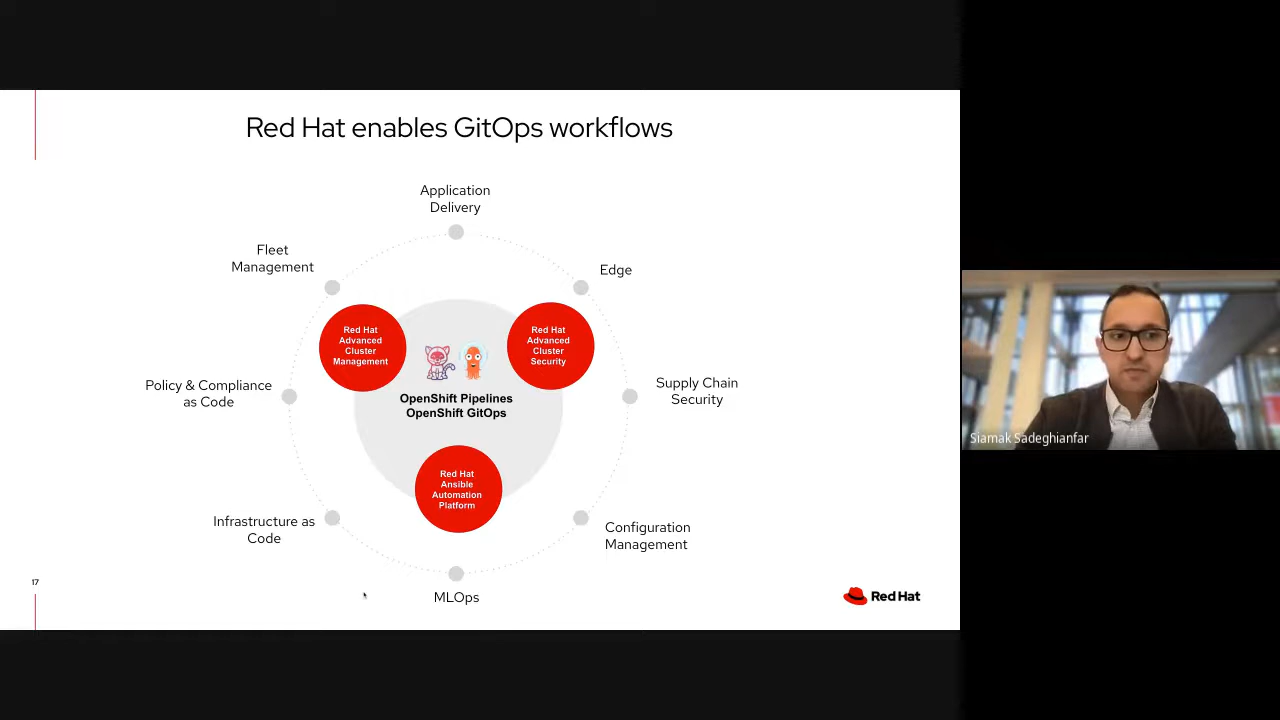 Red Hat enables GitOps workflows
Application
Delivery
Fleet
Management
Edge
Red Hat
Advanced
Cluster
Management
Red Hat
Advanced
Cluster
Security
Policy & Compliance
as Code
OpenShift Pipelines
OpenShift GitOps
Supply Chain
Security
Red Hat
Ansible
Automation
Platform
Infrastructure as
Code
Configuration
Management
MLOps
17
Red Hat
Siamak Sadeghianfar